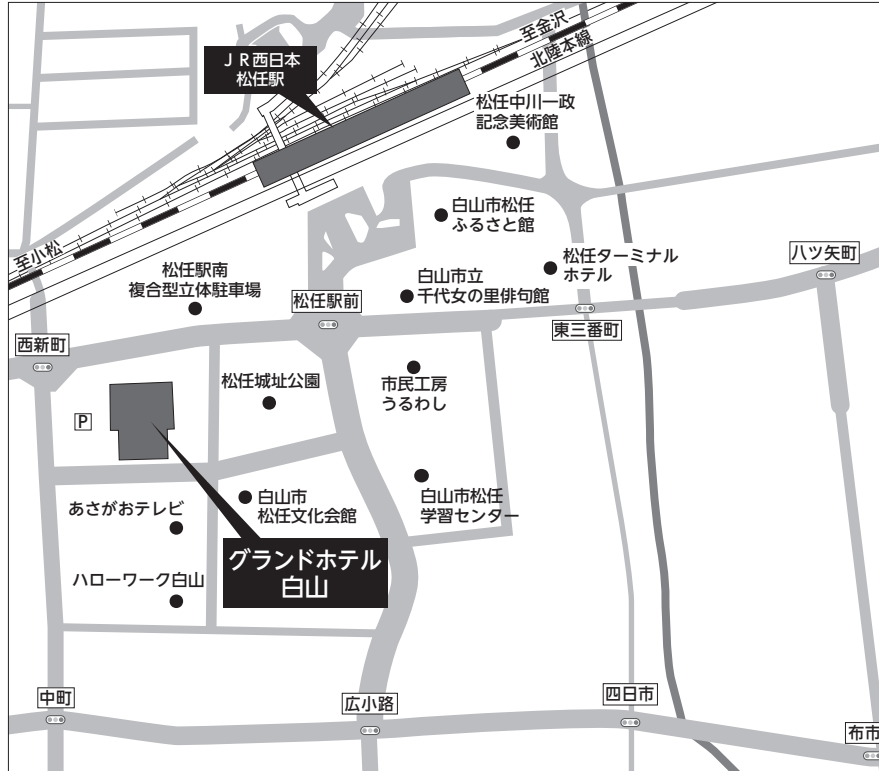 至金沢
北陸本線
ＪＲ西日本
松任駅
松任中川一政
記念美術館
白山市松任
ふるさと館
至小松
松任駅南
複合型立体駐車場
松任ターミナル
ホテル
八ツ矢町
白山市立
千代女の里俳句館
松任駅前
東三番町
西新町
松任城址公園
市民工房
うるわし
P
あさがおテレビ
白山市
松任文化会館
白山市松任
学習センター
グランドホテル
白山
ハローワーク白山
中町
広小路
四日市
布市